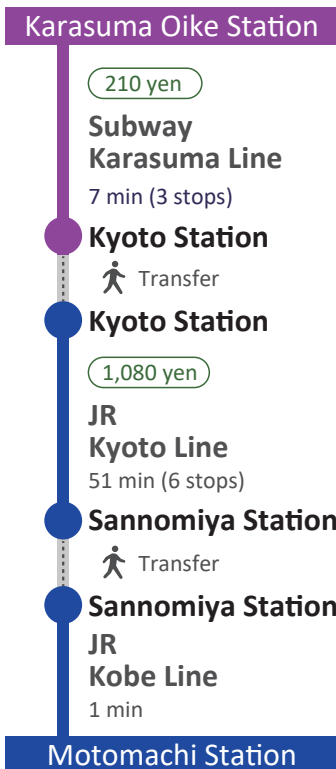 Karasuma Oike Station
210 yen
Subway
Karasuma Line
7 min (3 stops)
Kyoto Station
Transfer
Kyoto Station
1,080 yen
JR
Kyoto Line
51 min (6 stops)
Sannomiya Station
Transfer
Sannomiya Station
JR
Kobe Line
1 min
Motomachi Station